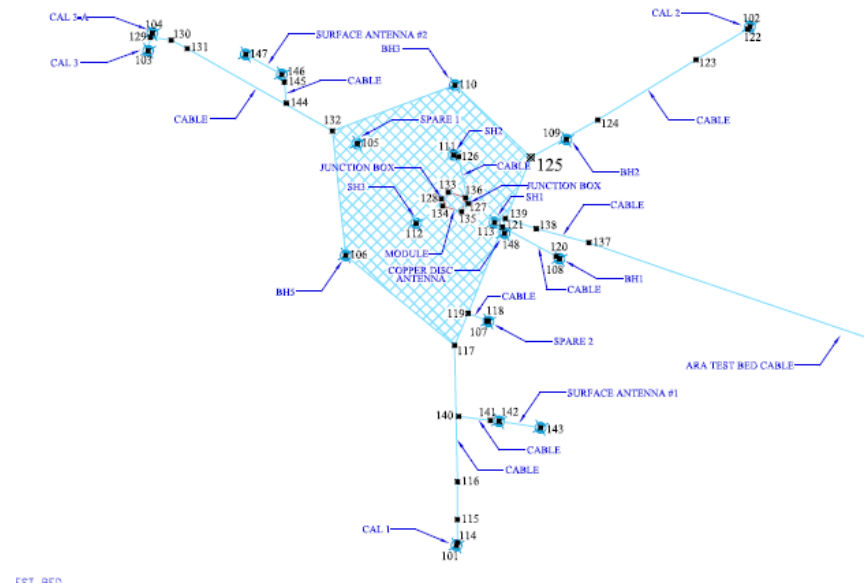 CAL 3-A
104
129
130
131
103
CAL 3
147
SURFACE ANTENNA #2
146
145
CABLE
144
CABLE
132
BH3
110
CAL 2
102
122
123
124
CABLE
109
BH2
125
SPARE 1
105
SH2
111
126
CABLE
JUNCTION BOX
133
136
JUNCTION BOX
128
127
134
135
SH3
112
MODULE
SH1
113
139
121
148
138
CABLE
137
COPPER DISC
ANTENNA
120
108
BH1
CABLE
106
BH5
CABLE
119
118
107
SPARE 2
117
ARA TEST BED CABLE
SURFACE ANTENNA #1
140
141
142
143
CABLE
CABLE
116
115
CAL 1
114
101